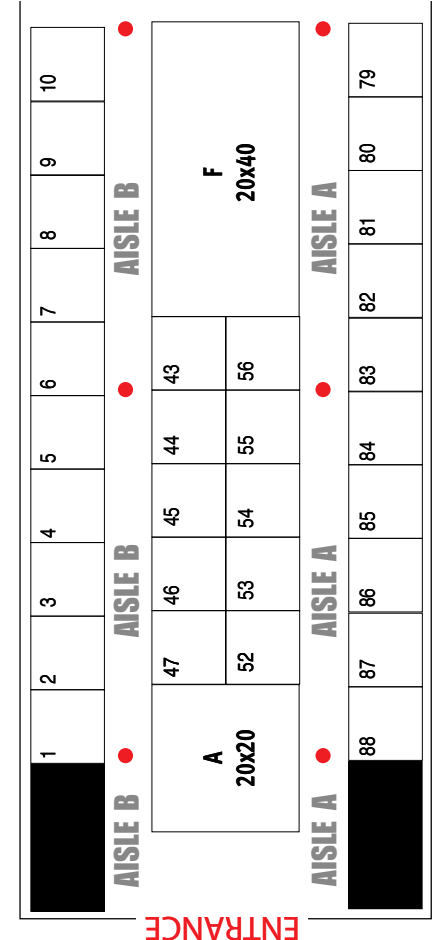 10
9
8
7
6
5
4
3
2
1
AISLE B
AISLE B
AISLE B
F
20x40
43
56
44
55
45
54
46
53
47
52
A
20x20
AISLE A
AISLE A
AISLE A
79
80
81
82
83
84
85
86
87
88
ENTRANCE